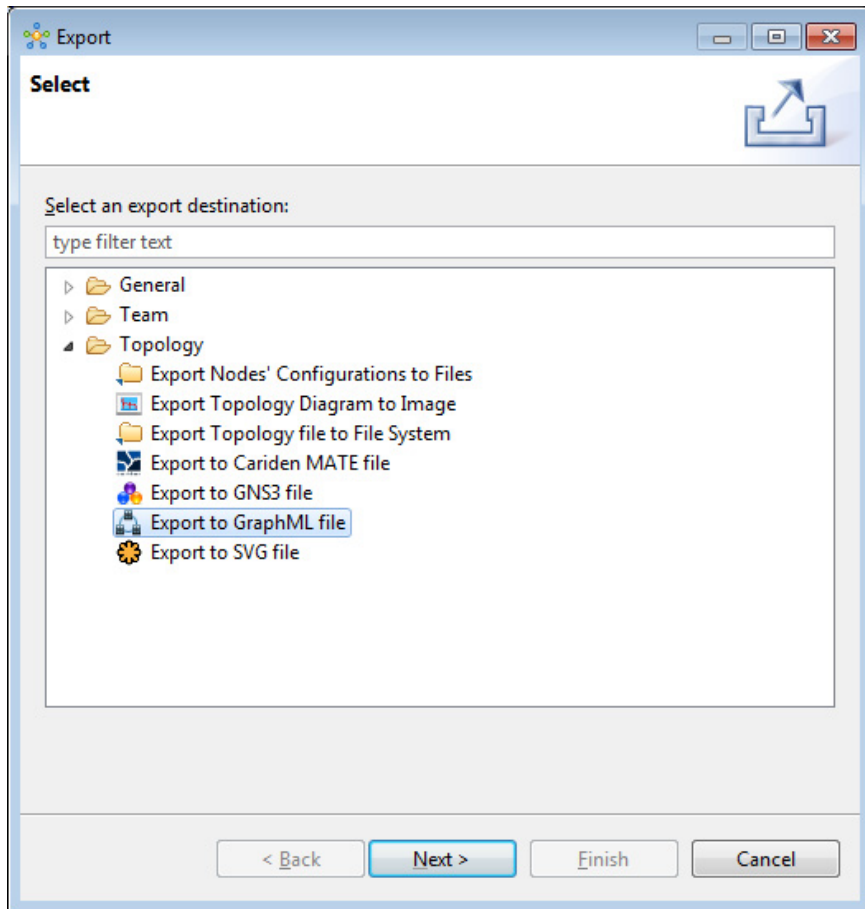 Export
Select
Select an export destination:
type filter text
General
Team
Topology
Export Nodes' Configurations to Files
Export Topology Diagram to Image
Export Topology file to File System
Export to Cariden MATE file
Export to GNS3 file
Export to GraphML file
Export to SVG file
< Back Next > Finish Cancel